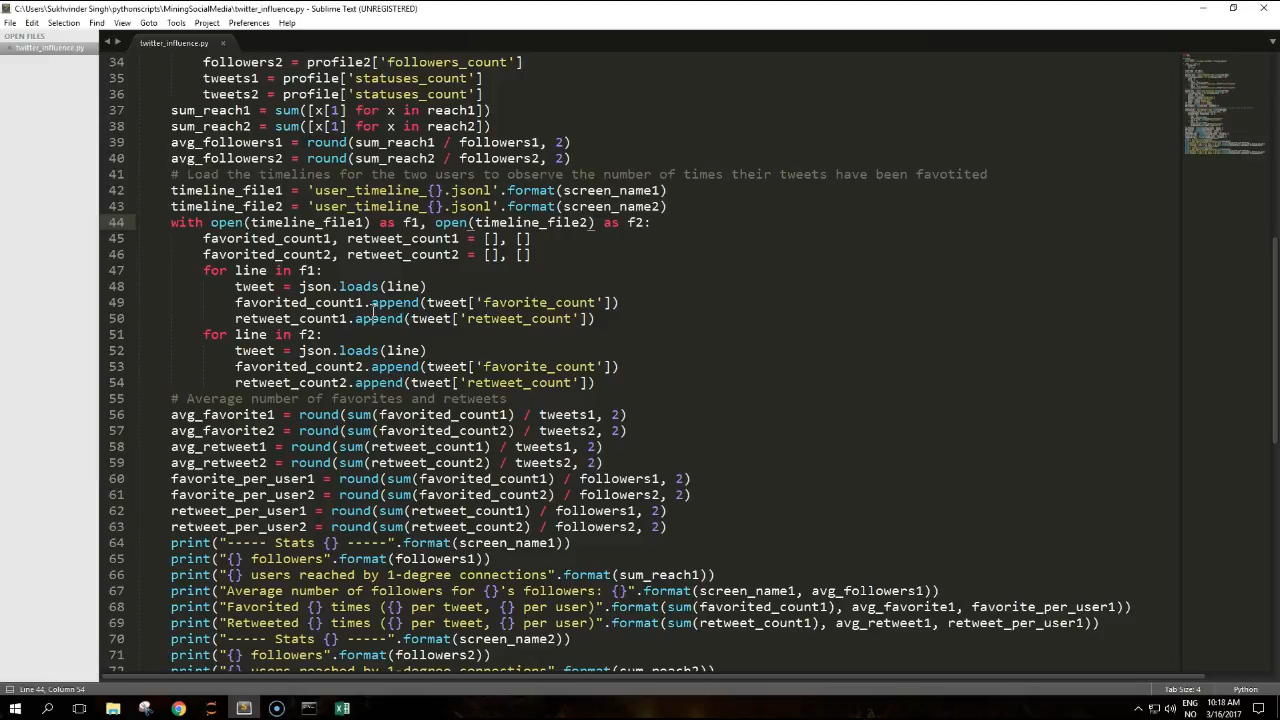 C:\Users\Sukhvinder Singh\pythonscripts\MiningSocialMedia\twitter_influence.py - Sublime Text (UNREGISTERED)
File Edit Selection Find View Goto Tools Project Preferences Help
OPEN FILES
twitter_influence.py
twitter_influence.py
34 followers2 = profile2['followers_count']
35 tweets1 = profile['statuses_count']
36 tweets2 = profile['statuses_count']
37 sum_reach1 = sum([x[1] for x in reach1])
38 sum_reach2 = sum([x[1] for x in reach2])
39 avg_followers1 = round(sum_reach1 / followers1, 2)
40 avg_followers2 = round(sum_reach2 / followers2, 2)
41 # Load the timelines for the two users to observe the number of times their tweets have been favotited
42 timeline_file1 = 'user_timeline_{}.jsonl'.format(screen_name1)
43 timeline_file2 = 'user_timeline_{}.jsonl'.format(screen_name2)
44 with open(timeline_file1) as f1, open(timeline_file2) as f2:
45 favorited_count1, retweet_count1 = [], []
46 favorited_count2, retweet_count2 = [], []
47 for line in f1:
48 tweet = json.loads(line)
49 favorited_count1.append(tweet['favorite_count'])
50 retweet_count1.append(tweet['retweet_count'])
51 for line in f2:
52 tweet = json.loads(line)
53 favorited_count2.append(tweet['favorite_count'])
54 retweet_count2.append(tweet['retweet_count'])
55 # Average number of favorites and retweets
56 avg_favorite1 = round(sum(favorited_count1) / tweets1, 2)
57 avg_favorite2 = round(sum(favorited_count2) / tweets2, 2)
58 avg_retweet1 = round(sum(retweet_count1) / tweets1, 2)
59 avg_retweet2 = round(sum(retweet_count2) / tweets2, 2)
60 favorite_per_user1 = round(sum(favorited_count1) / followers1, 2)
61 favorite_per_user2 = round(sum(favorited_count2) / followers2, 2)
62 retweet_per_user1 = round(sum(retweet_count1) / followers1, 2)
63 retweet_per_user2 = round(sum(retweet_count2) / followers2, 2)
64 print("----- Stats {} -----".format(screen_name1))
65 print("{} followers".format(followers1))
66 print("{} users reached by 1-degree connections".format(sum_reach1))
67 print("Average number of followers for {}'s followers: {}".format(screen_name1, avg_followers1))
68 print("Favorited {} times ({} per tweet, {} per user)".format(sum(favorited_count1), avg_favorite1, favorite_per_user1))
69 print("Retweeted {} times ({} per tweet, {} per user)".format(sum(retweet_count1), avg_retweet1, retweet_per_user1))
70 print("----- Stats {} -----".format(screen_name2))
71 print("{} followers".format(followers2))
72 print("{} users reached by 1-degree connections".format(sum_reach2))
Line 44, Column 54
Tab Size: 4
Python
ENG
NO
10:18 AM
3/16/2017